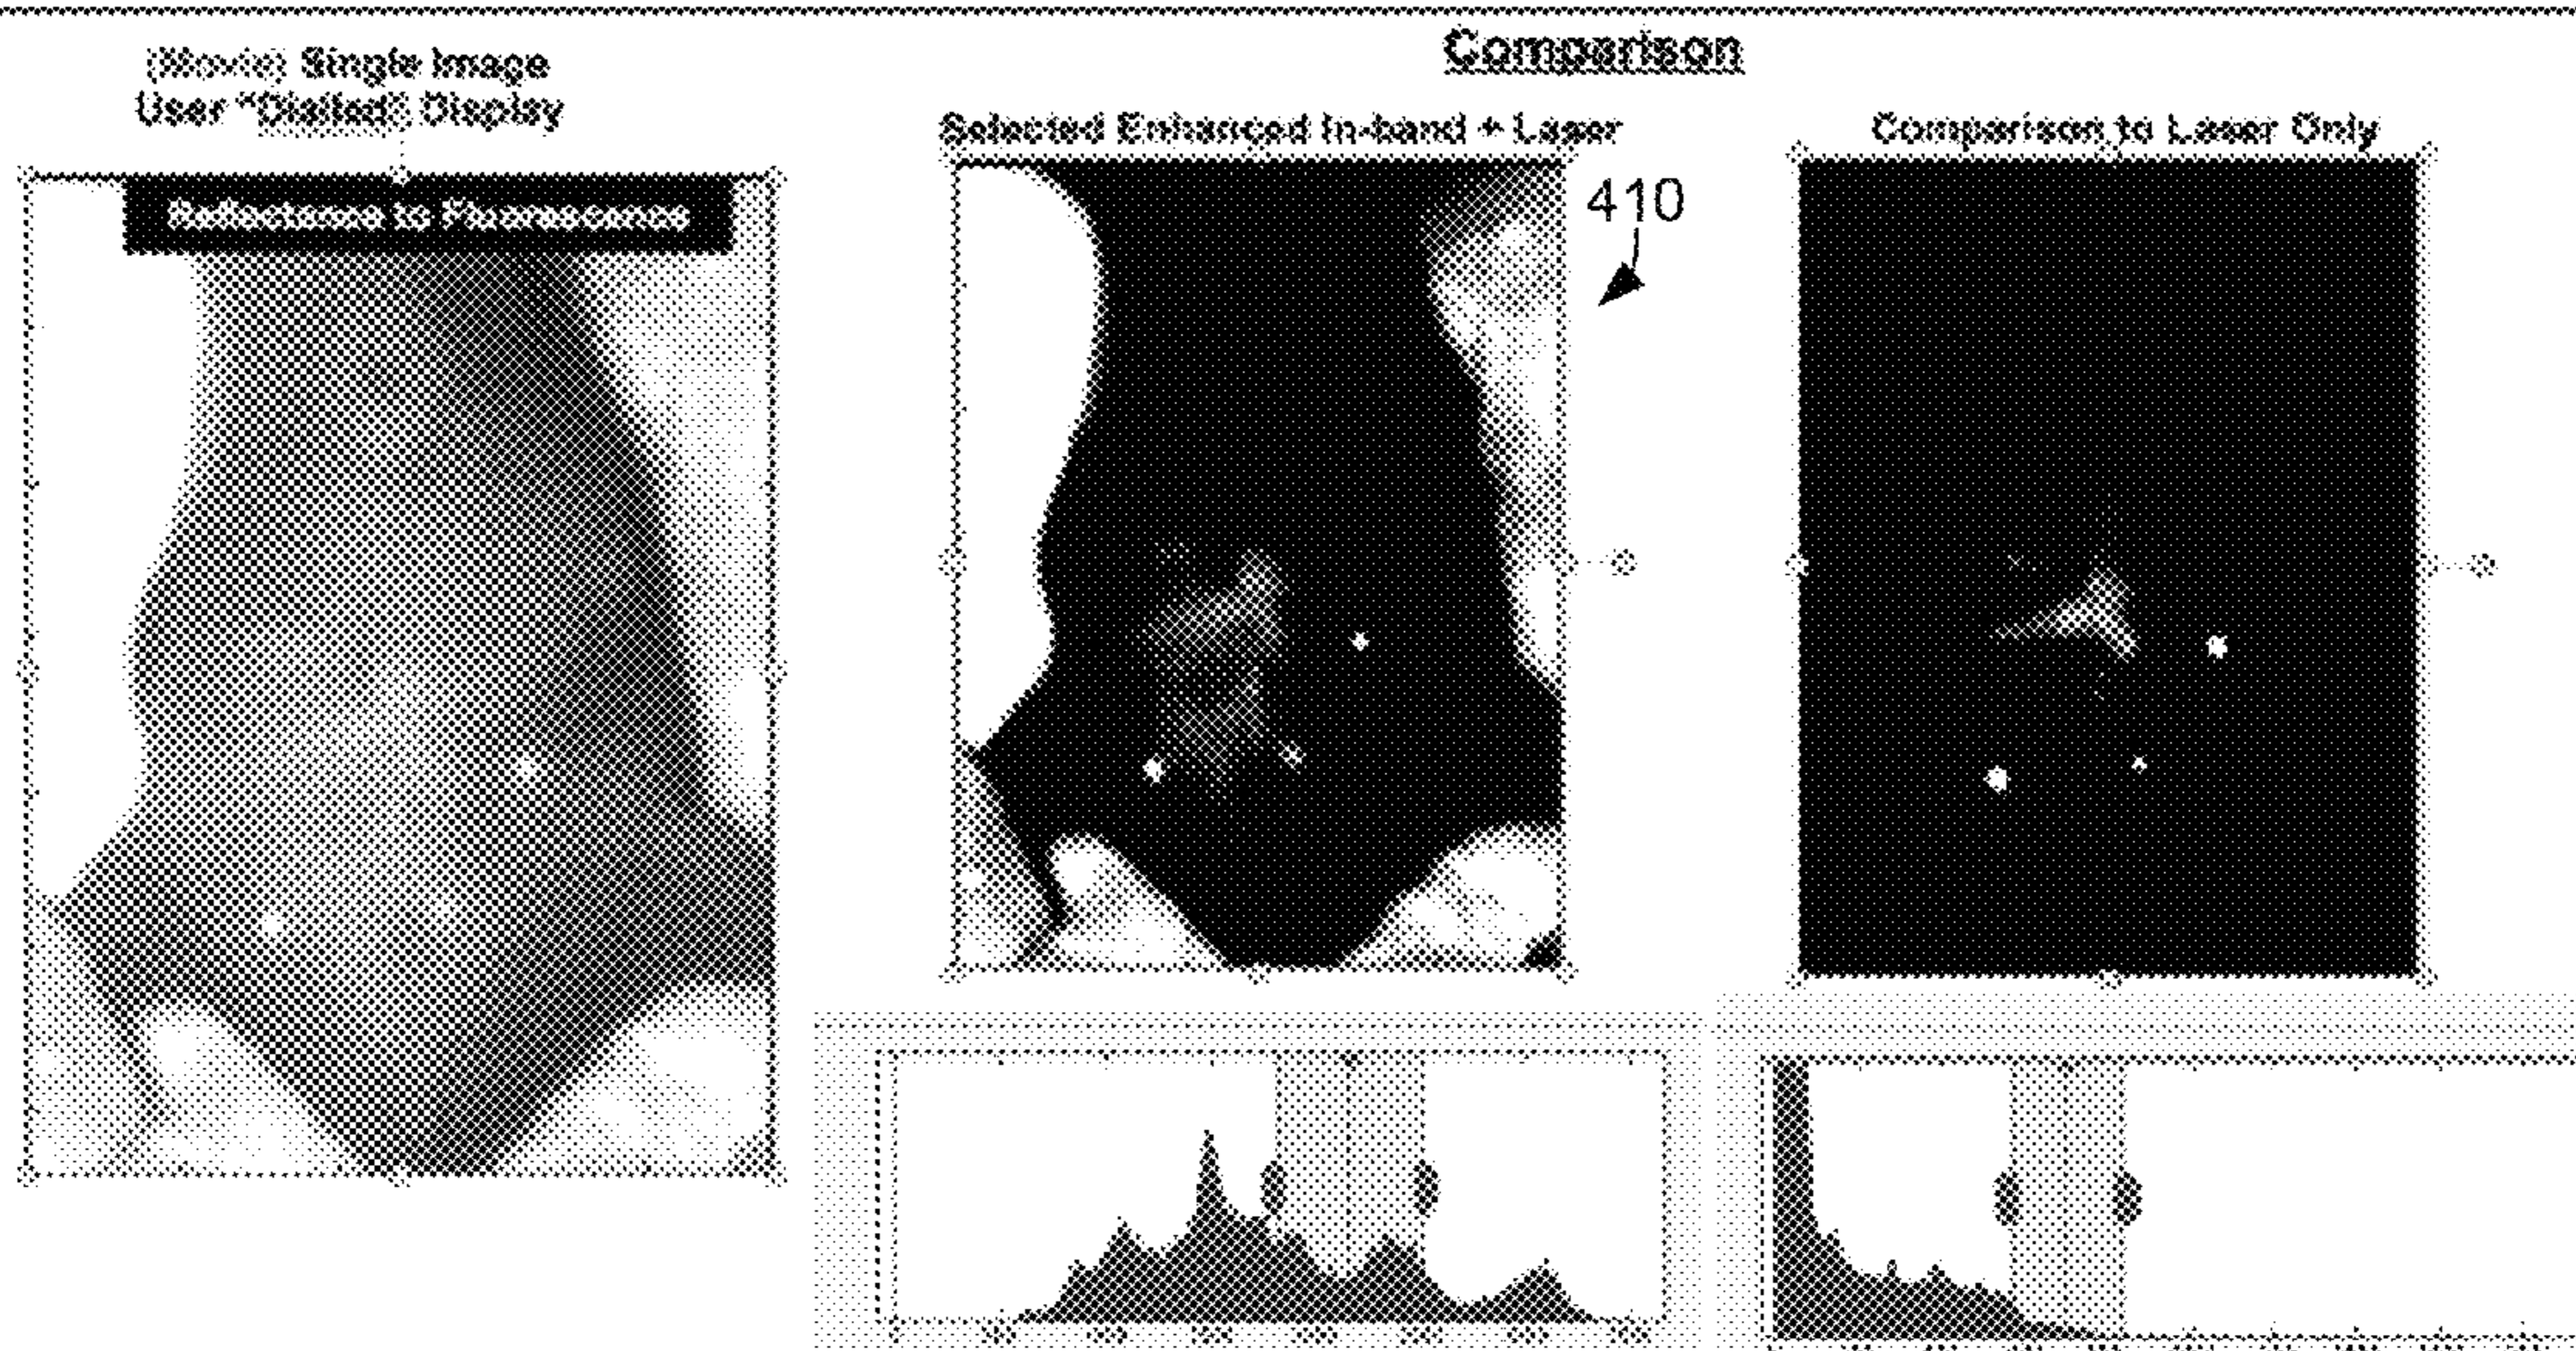 Comparison
(Movie) Single Image
User "Dialed" Display
Selected Enhanced In-band + Laser
Comparison to Laser Only
Reflectance to Fluorescence
410